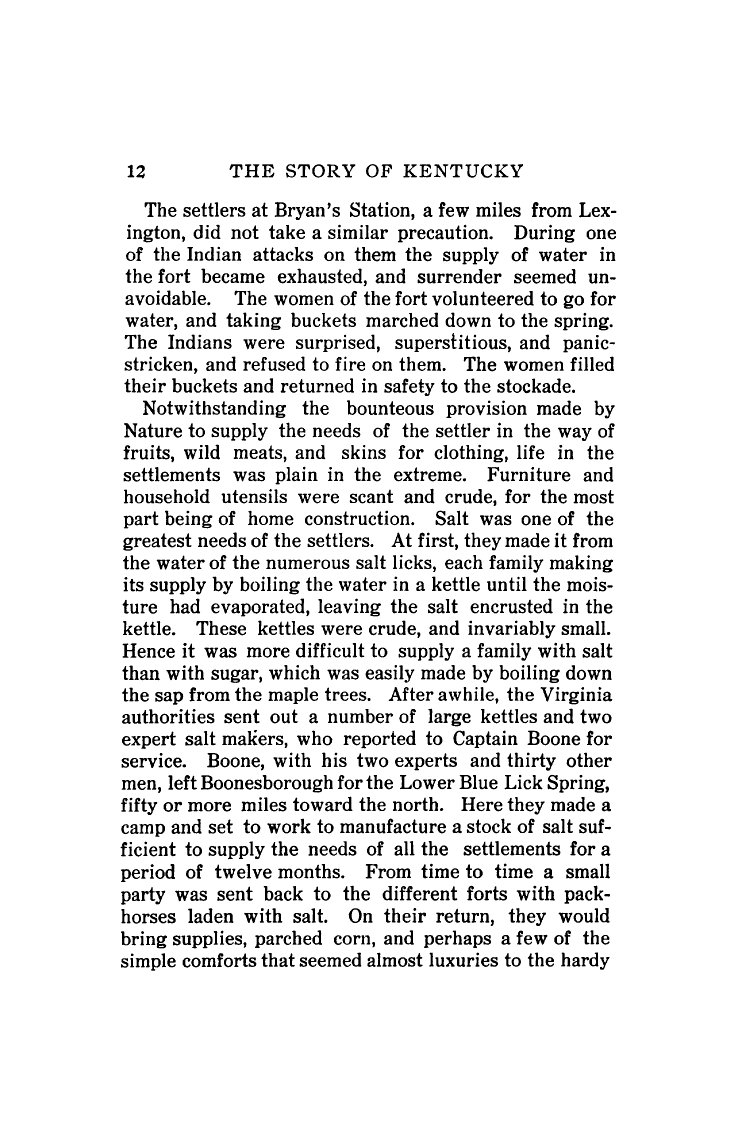 12 THE STORY OF KENTUCKY
The settlers at Bryan's Station, a few miles from Lex-
ington, did not take a similar precaution. During one
of the Indian attacks on them the supply of water in
the fort became exhausted, and surrender seemed un-
avoidable. The women of the fort volunteered to go for
water, and taking buckets marched down to the spring.
The Indians were surprised, superstitious, and panic-
stricken, and refused to fire on them. The women filled
their buckets and returned in safety to the stockade.
Notwithstanding the bounteous provision made by
Nature to supply the needs of the settler in the way of
fruits, wild meats, and skins for clothing, life in the
settlements was plain in the extreme. Furniture and
household utensils were scant and crude, for the most
part being of home construction. Salt was one of the
greatest needs of the settlers. At first, they made it from
the water of the numerous salt licks, each family making
its supply by boiling the water in a kettle until the mois-
ture had evaporated, leaving the salt encrusted in the
kettle. These kettles were crude, and invariably small.
Hence it was more difficult to supply a family with salt
than with sugar, which was easily made by boiling down
the sap from the maple trees. After awhile, the Virginia
authorities sent out a number of large kettles and two
expert salt makers, who reported to Captain Boone for
service. Boone, with his two experts and thirty other
men, left Boonesborough for the Lower Blue Lick Spring,
fifty or more miles toward the north. Here they made a
camp and set to work to manufacture a stock of salt suf-
ficient to supply the needs of all the settlements for a
period of twelve months. From time to time a small
party was sent back to the different forts with pack-
horses laden with salt. On their return, they would
bring supplies, parched corn, and perhaps a few of the
simple comforts that seemed almost luxuries to the hardy